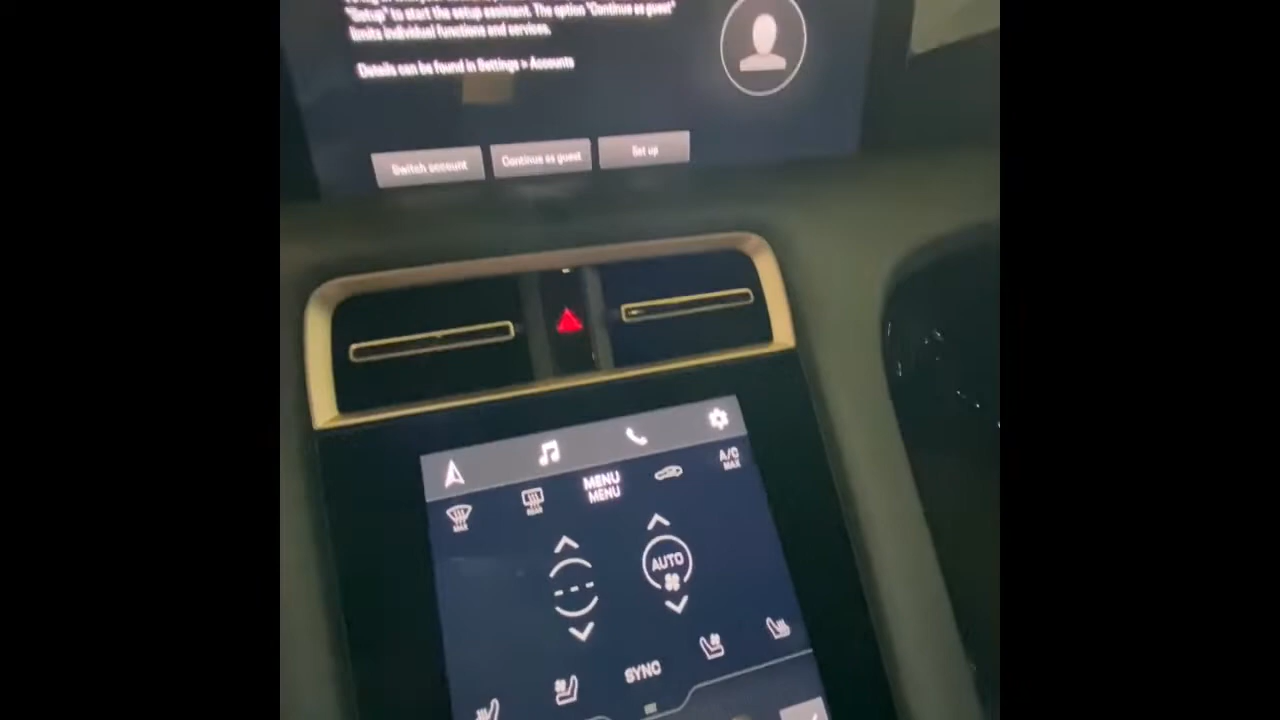 "Setup" to start the setup assistant. The option "Continue as guest"
limits individual functions and services.
Details can be found in Settings > Accounts
Switch account
Continue as guest
Set up
MENU
MENU
A/C
MAX
MAX
AUTO
SYNC